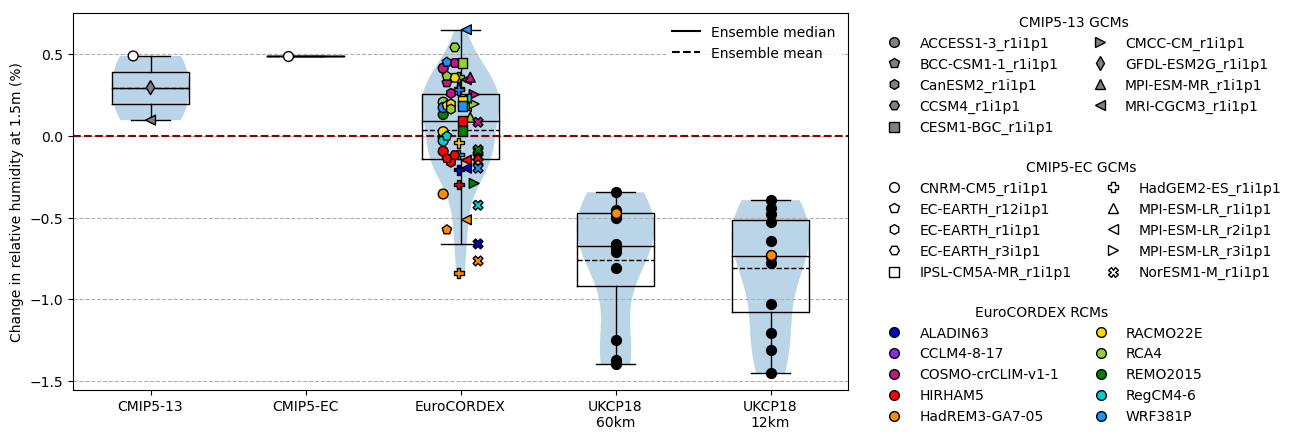 Change in relative humidity at 1.5m (%)
0.5
0.0
−0.5
−1.0
−1.5
CMIP5-13
CMIP5-EC
EuroCORDEX
UKCP18
60km
UKCP18
12km
Ensemble median
Ensemble mean
CMIP5-13 GCMs
ACCESS1-3_r1i1p1
BCC-CSM1-1_r1i1p1
CanESM2_r1i1p1
CCSM4_r1i1p1
CESM1-BGC_r1i1p1
CMCC-CM_r1i1p1
GFDL-ESM2G_r1i1p1
MPI-ESM-MR_r1i1p1
MRI-CGCM3_r1i1p1
CMIP5-EC GCMs
CNRM-CM5_r1i1p1
EC-EARTH_r12i1p1
EC-EARTH_r1i1p1
EC-EARTH_r3i1p1
IPSL-CM5A-MR_r1i1p1
HadGEM2-ES_r1i1p1
MPI-ESM-LR_r1i1p1
MPI-ESM-LR_r2i1p1
MPI-ESM-LR_r3i1p1
NorESM1-M_r1i1p1
EuroCORDEX RCMs
ALADIN63
CCLM4-8-17
COSMO-crCLIM-v1-1
HIRHAM5
HadREM3-GA7-05
RACMO22E
RCA4
REMO2015
RegCM4-6
WRF381P